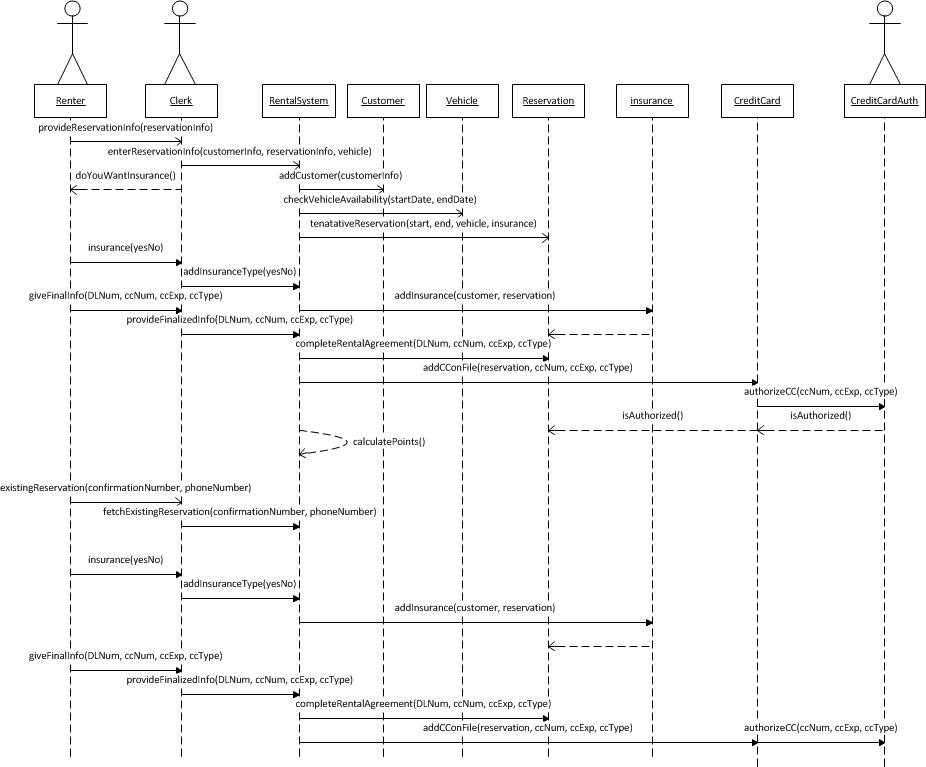 Renter
Clerk
RentalSystem
Customer
Vehicle
Reservation
insurance
CreditCard
CreditCardAuth
provideReservationInfo(reservationInfo)
enterReservationInfo(customerInfo, reservationInfo, vehicle)
doYouWantInsurance()
addCustomer(customerInfo)
checkVehicleAvailability(startDate, endDate)
tenatativeReservation(start, end, vehicle, insurance)
insurance(yesNo)
addInsuranceType(yesNo)
giveFinalInfo(DLNum, ccNum, ccExp, ccType)
addInsurance(customer, reservation)
provideFinalizedInfo(DLNum, ccNum, ccExp, ccType)
completeRentalAgreement(DLNum, ccNum, ccExp, ccType)
addCConFile(reservation, ccNum, ccExp, ccType)
authorizeCC(ccNum, ccExp, ccType)
isAuthorized()
isAuthorized()
calculatePoints()
existingReservation(confirmationNumber, phoneNumber)
fetchExistingReservation(confirmationNumber, phoneNumber)
insurance(yesNo)
addInsuranceType(yesNo)
addInsurance(customer, reservation)
giveFinalInfo(DLNum, ccNum, ccExp, ccType)
provideFinalizedInfo(DLNum, ccNum, ccExp, ccType)
completeRentalAgreement(DLNum, ccNum, ccExp, ccType)
addCConFile(reservation, ccNum, ccExp, ccType)
authorizeCC(ccNum, ccExp, ccType)